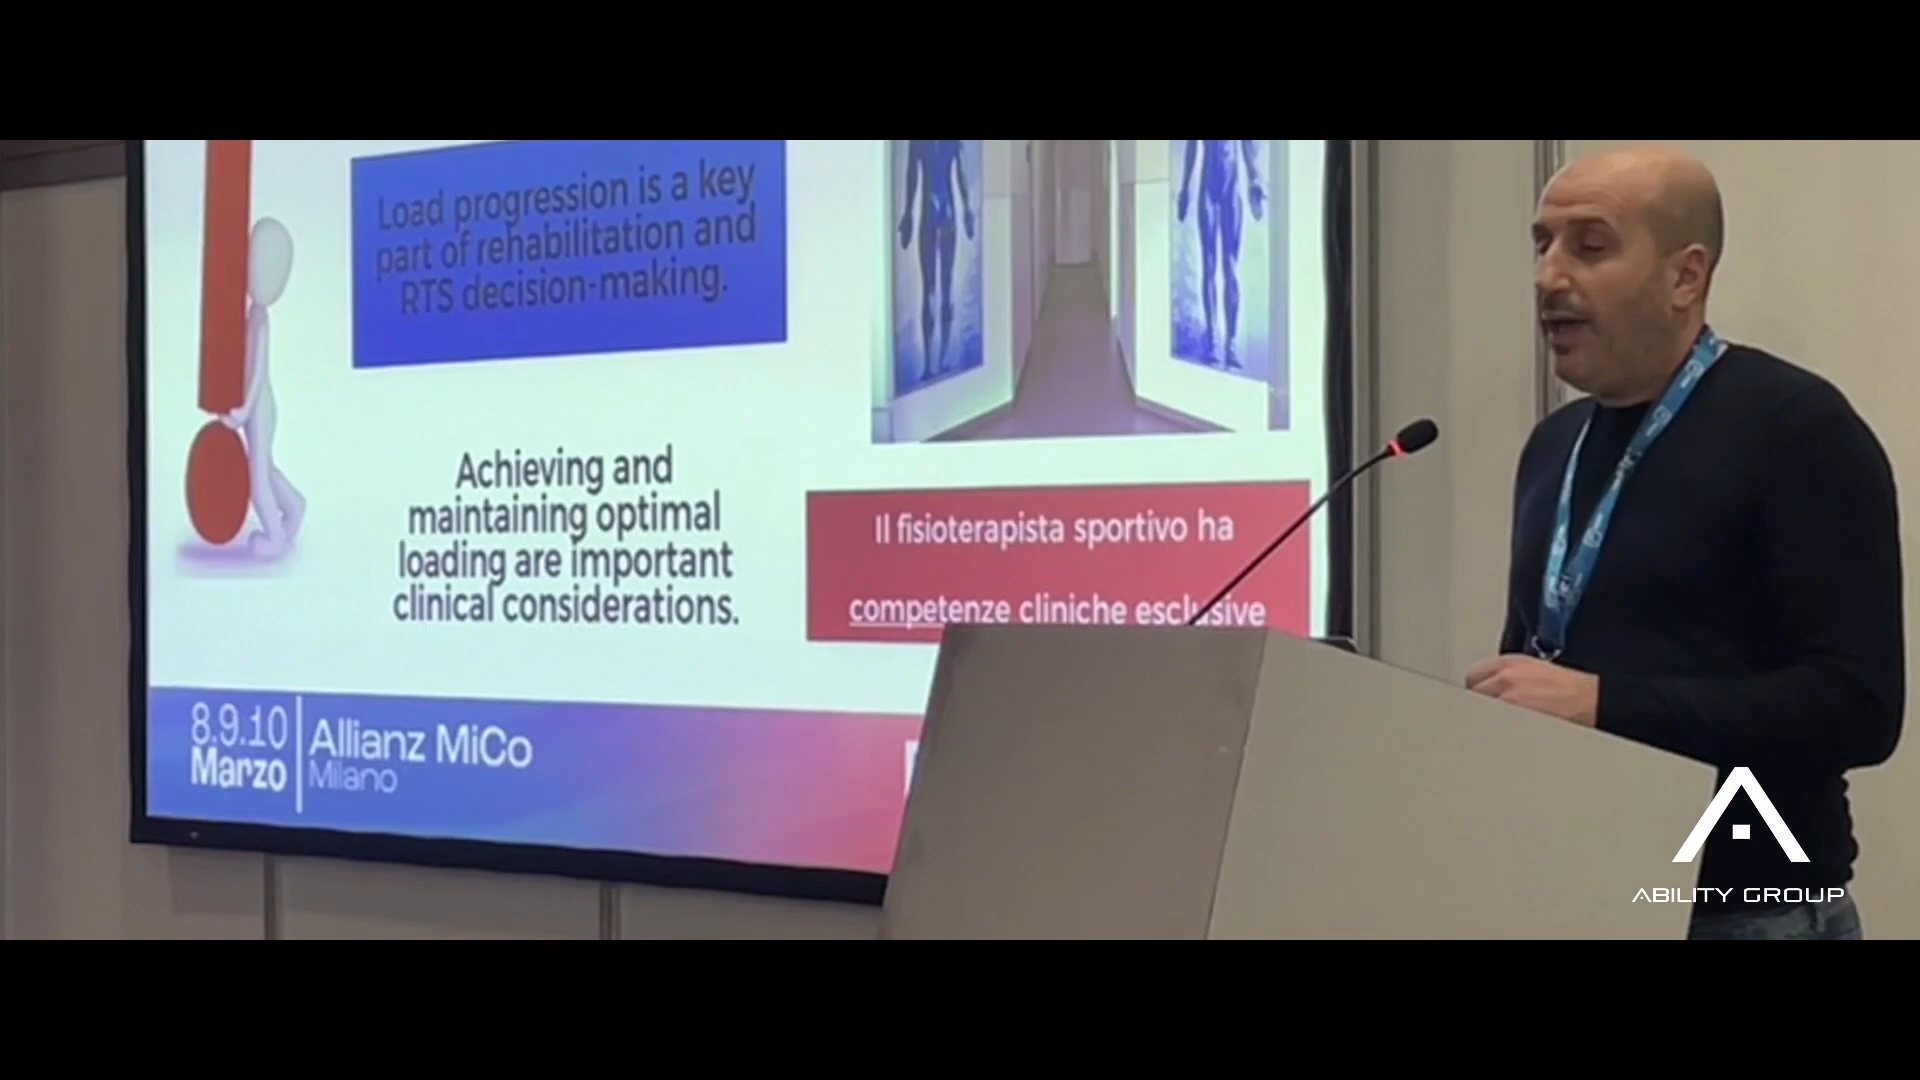 Load progression is a key
part of rehabilitation and
RTS decision-making.
Achieving and
maintaining optimal
loading are important
clinical considerations.
Il fisioterapista sportivo ha
competenze cliniche esclusive
8.9.10
Marzo
Allianz MiCo
Milano
ABILITY GROUP